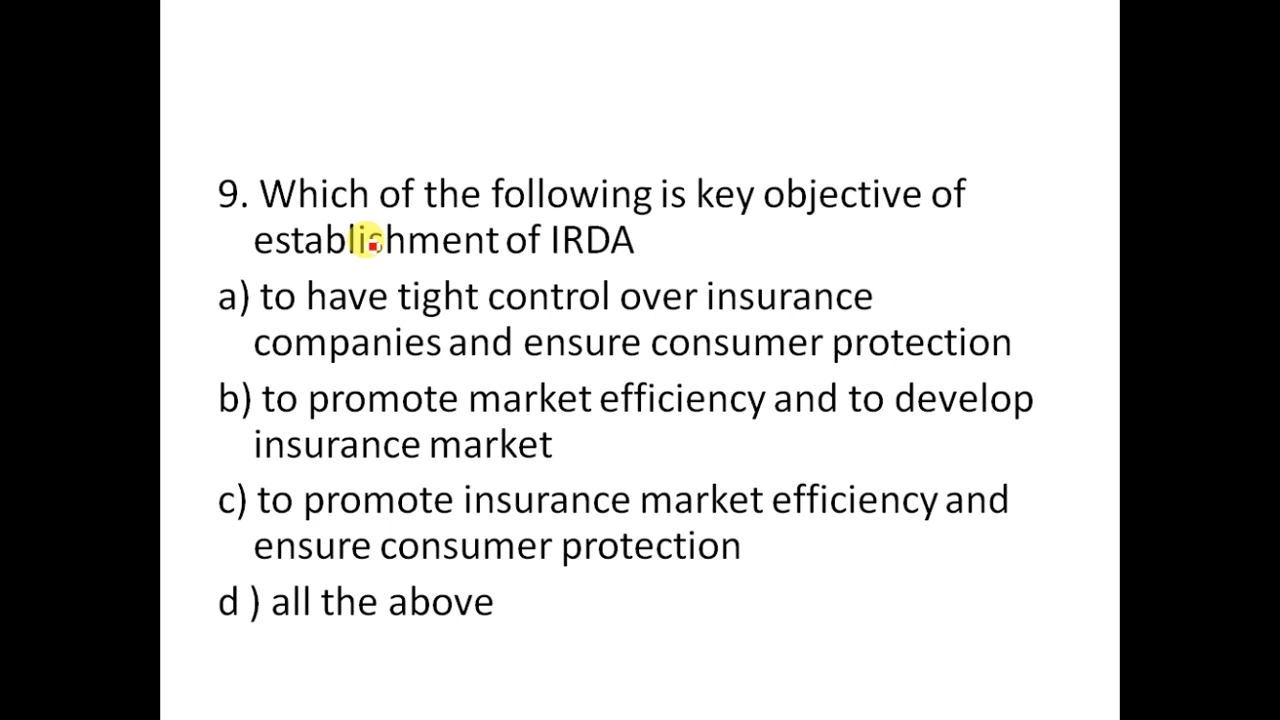 9. Which of the following is key objective of
establishment of IRDA
a) to have tight control over insurance
companies and ensure consumer protection
b) to promote market efficiency and to develop
insurance market
c) to promote insurance market efficiency and
ensure consumer protection
d ) all the above